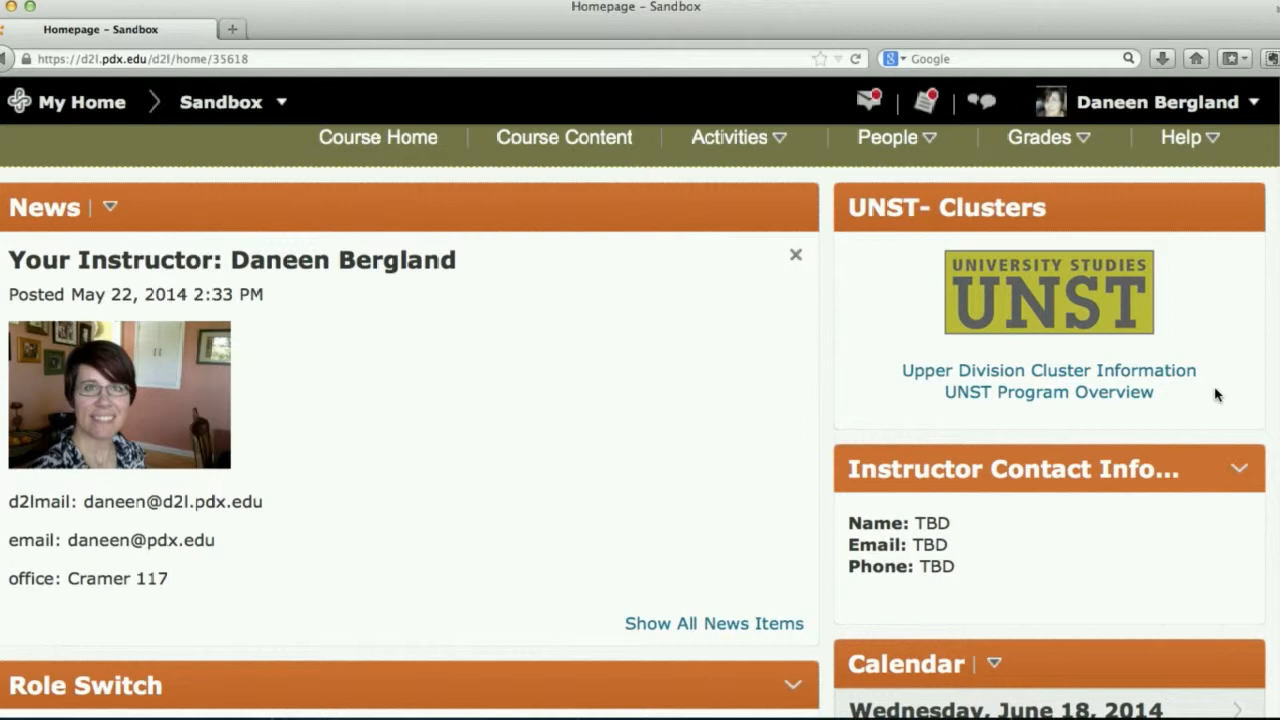 Homepage – Sandbox
Homepage – Sandbox
https://d2l.pdx.edu/d2l/home/35618
Google
My Home
Sandbox
Daneen Bergland
Course Home
Course Content
Activities
People
Grades
Help
News
Your Instructor: Daneen Bergland
Posted May 22, 2014 2:33 PM
d2lmail: daneen@d2l.pdx.edu
email: daneen@pdx.edu
office: Cramer 117
Show All News Items
Role Switch
UNST- Clusters
UNIVERSITY STUDIES
UNST
Upper Division Cluster Information
UNST Program Overview
Instructor Contact Info...
Name: TBD
Email: TBD
Phone: TBD
Calendar
Wednesday, June 18, 2014